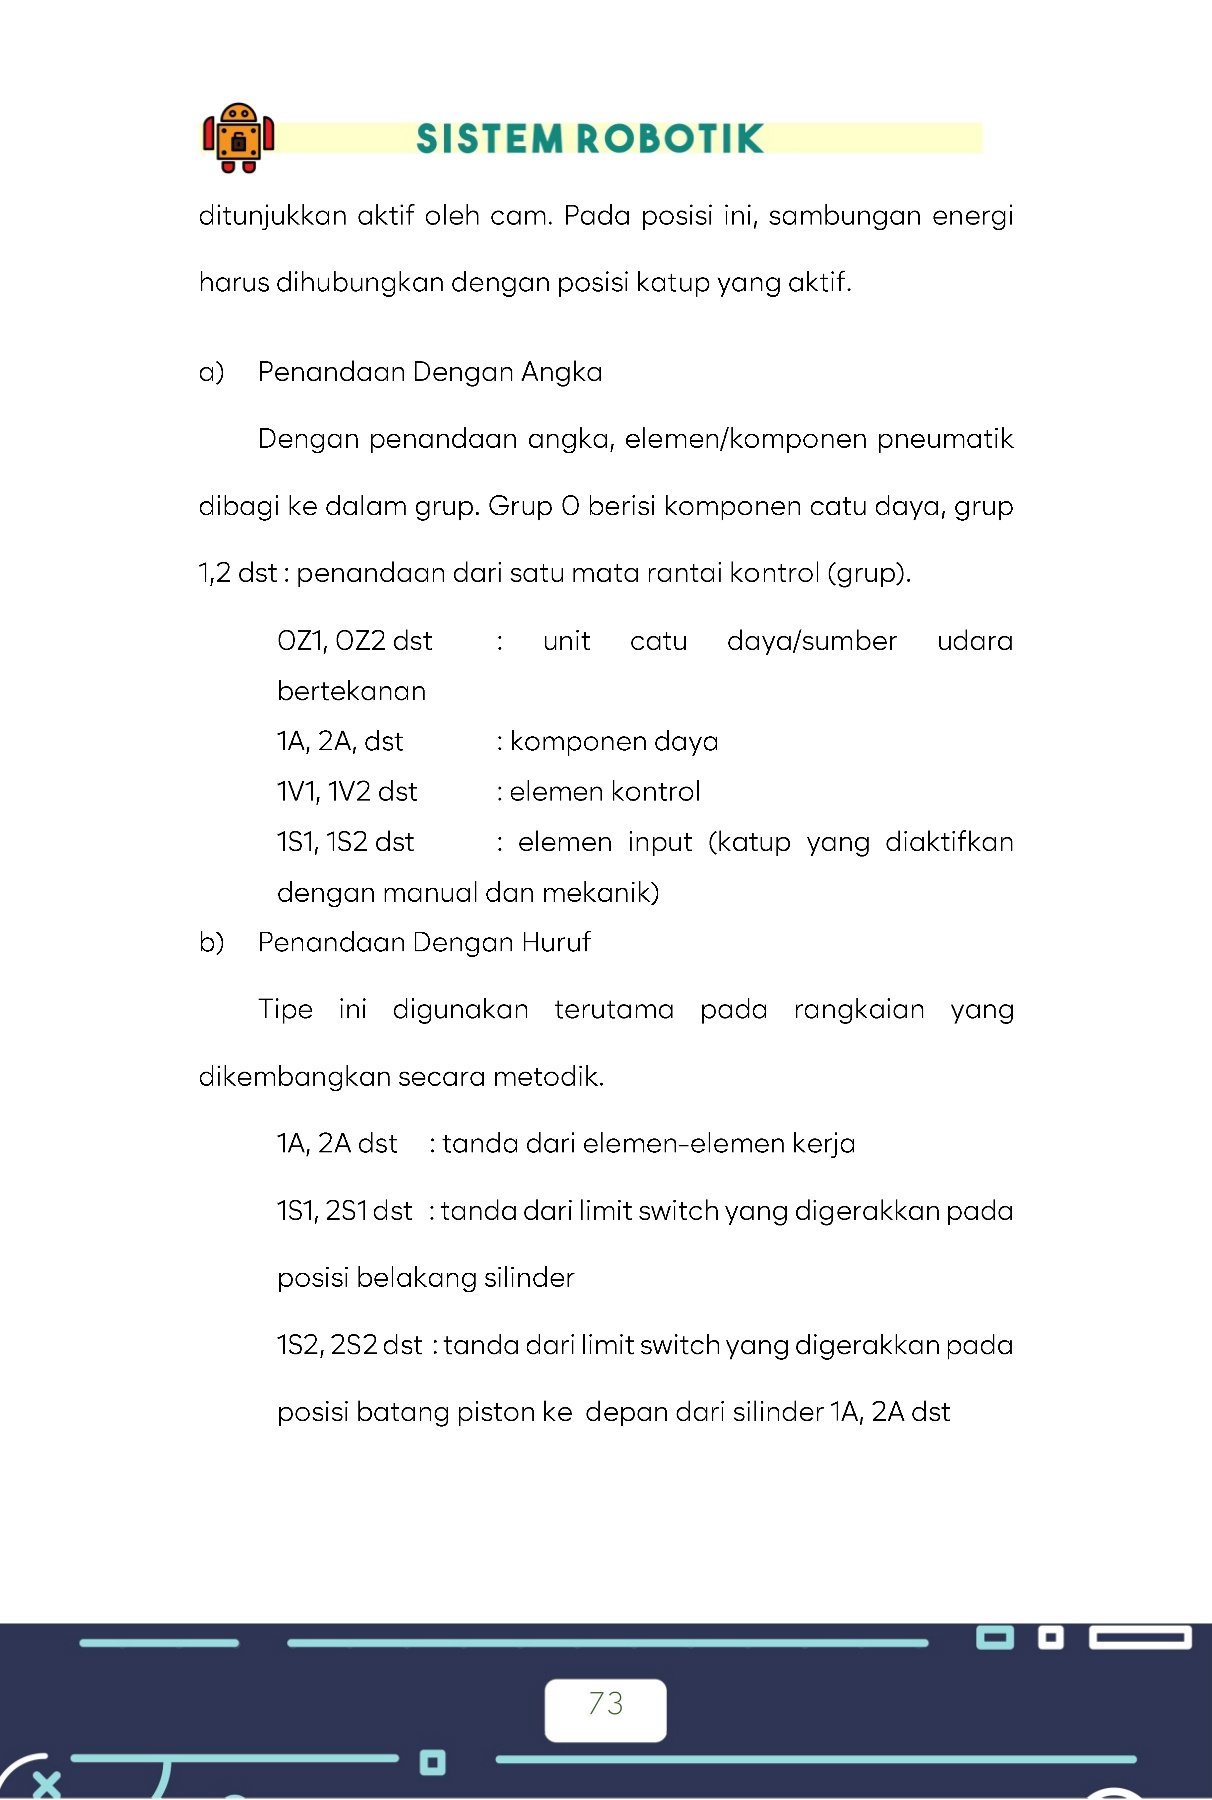 SISTEM ROBOTIK
ditunjukkan aktif oleh cam. Pada posisi ini, sambungan energi
harus dihubungkan dengan posisi katup yang aktif.
a) Penandaan Dengan Angka
Dengan penandaan angka, elemen/komponen pneumatik
dibagi ke dalam grup. Grup 0 berisi komponen catu daya, grup
1,2 dst : penandaan dari satu mata rantai kontrol (grup).
0Z1, 0Z2 dst : unit catu daya/sumber udara
bertekanan
1A, 2A, dst : komponen daya
1V1, 1V2 dst : elemen kontrol
1S1, 1S2 dst : elemen input (katup yang diaktifkan
dengan manual dan mekanik)
b) Penandaan Dengan Huruf
Tipe ini digunakan terutama pada rangkaian yang
dikembangkan secara metodik.
1A, 2A dst : tanda dari elemen-elemen kerja
1S1, 2S1 dst : tanda dari limit switch yang digerakkan pada
posisi belakang silinder
1S2, 2S2 dst : tanda dari limit switch yang digerakkan pada
posisi batang piston ke depan dari silinder 1A, 2A dst
73